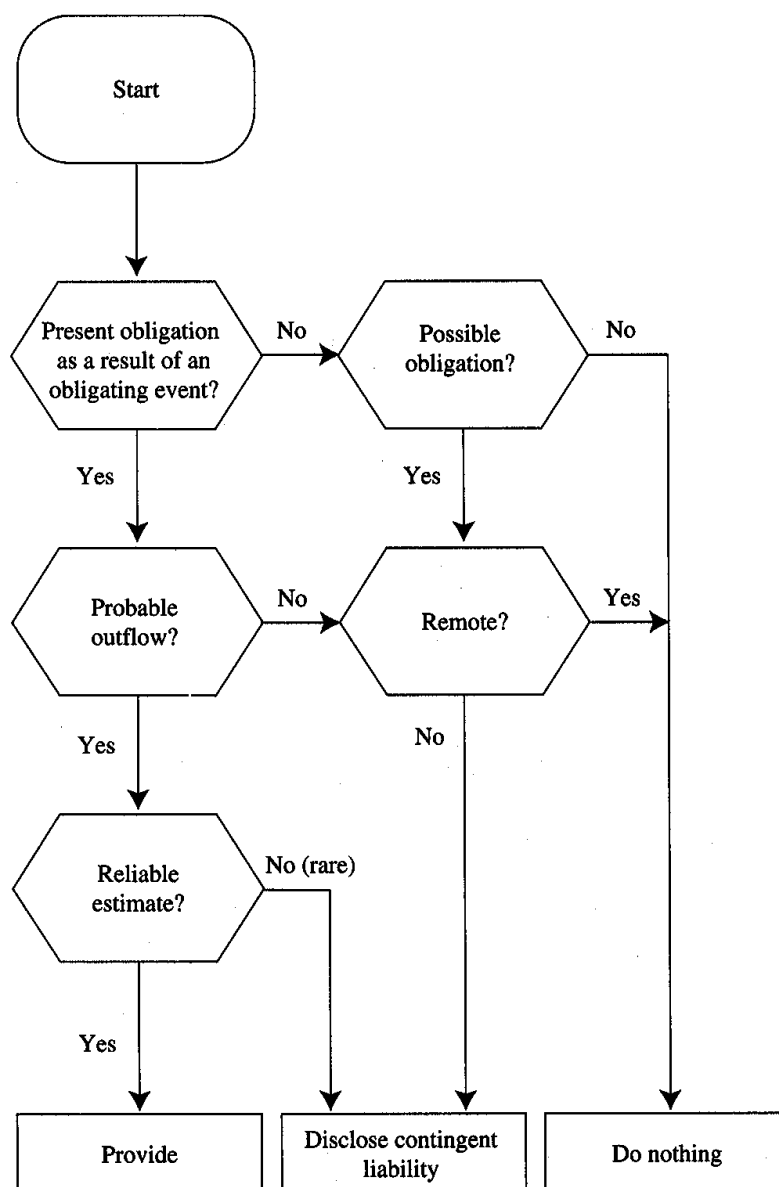 Start
Present obligation
as a result of an
obligating event?
No
Possible
obligation?
No
Yes
Yes
Probable
outflow?
No
Remote?
Yes
Yes
No
Reliable
estimate?
No (rare)
Yes
Provide
Disclose contingent
liability
Do nothing